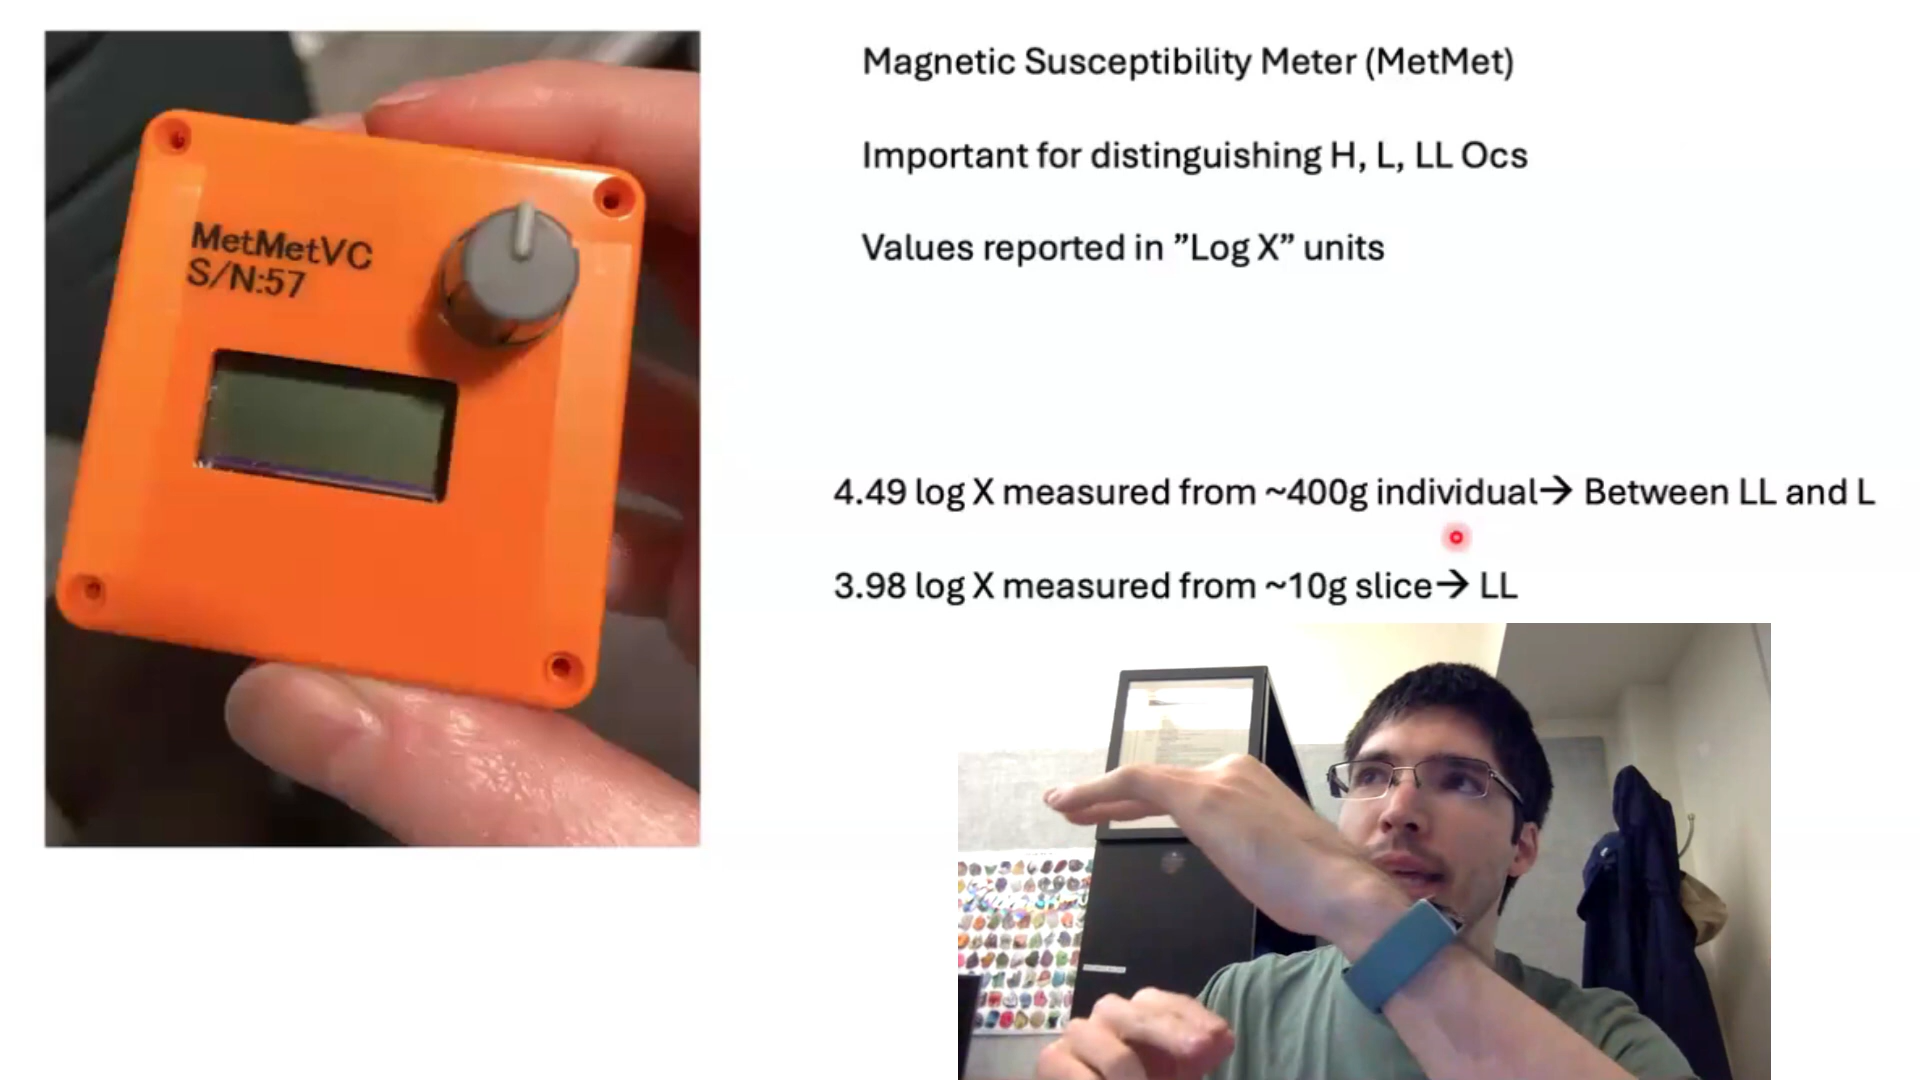 MetMetVC
S/N:57
Magnetic Susceptibility Meter (MetMet)
Important for distinguishing H, L, LL Ocs
Values reported in ”Log X” units
4.49 log X measured from ~400g individual→ Between LL and L
3.98 log X measured from ~10g slice→ LL